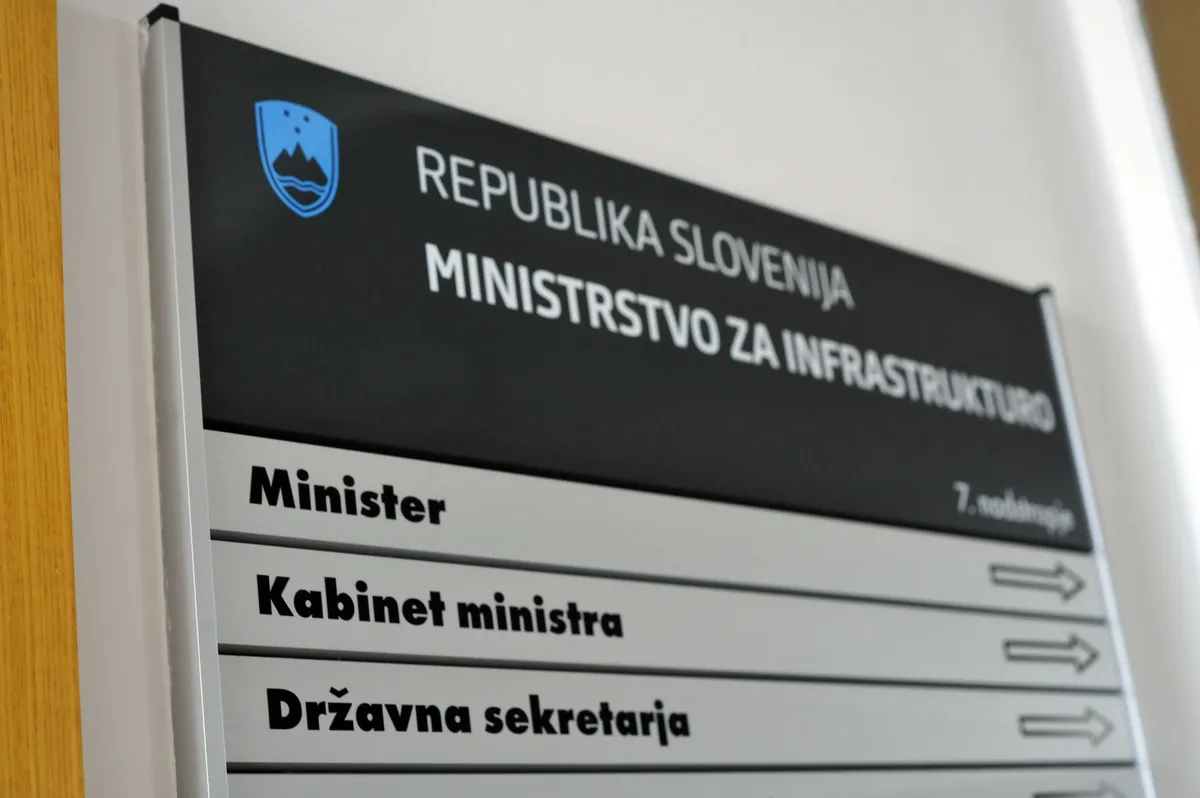 REPUBLIKA SLOVENIJA
MINISTRSTVO ZA INFRASTRUKTURO
7. nadstropje
Minister
Kabinet ministra
Državna sekretarja